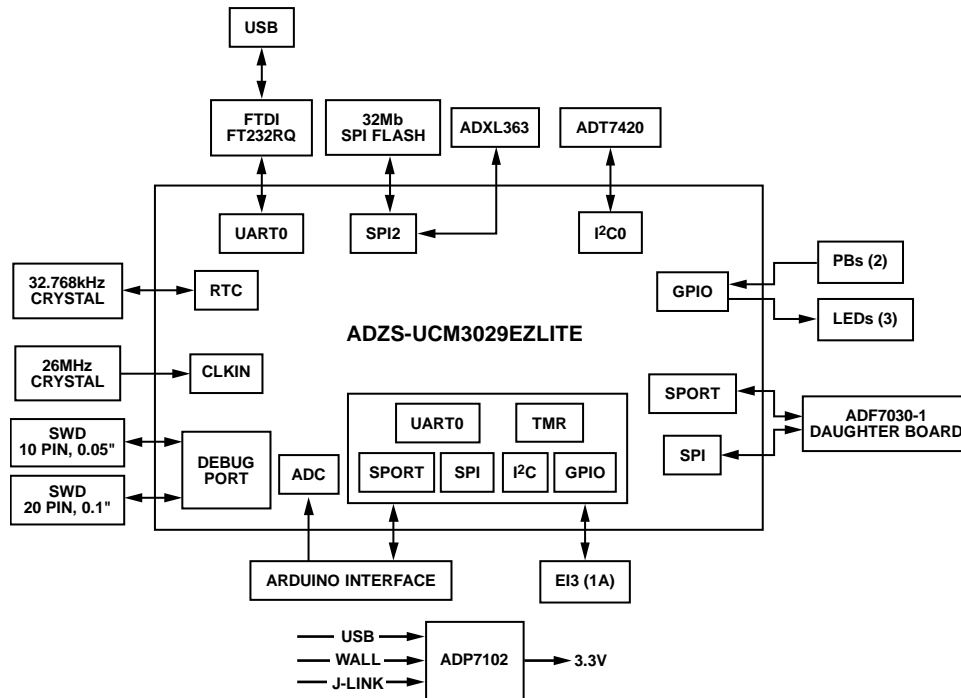 USB
FTDI
FT232RQ
32Mb
SPI FLASH
ADXL363
ADT7420
UART0
SPI2
I²C0
32.768kHz
CRYSTAL
RTC
GPIO
PBs (2)
LEDs (3)
ADZS-UCM3029EZLITE
26MHz
CRYSTAL
CLKIN
SPORT
ADF7030-1
DAUGHTER BOARD
SPI
SWD
10 PIN, 0.05"
SWD
20 PIN, 0.1"
DEBUG
PORT
ADC
UART0
TMR
SPORT
SPI
I²C
GPIO
ARDUINO INTERFACE
EI3 (1A)
USB
WALL
J-LINK
ADP7102
3.3V